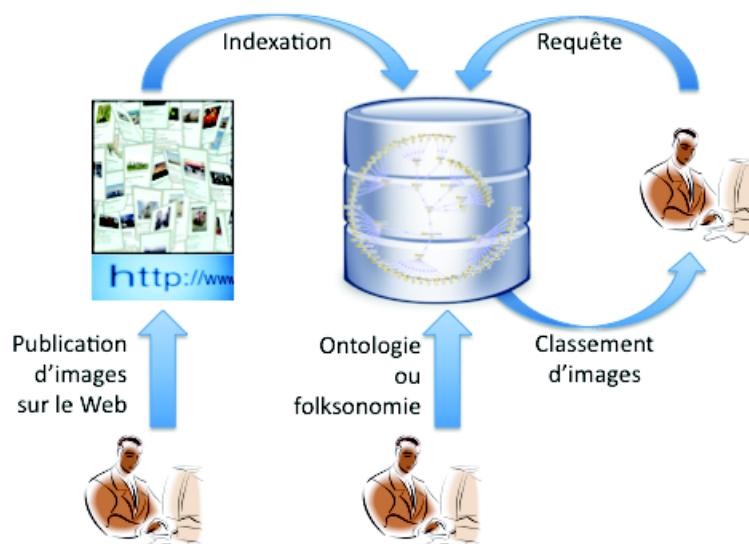 Indexation
Requête
http://www
Publication
d'images
sur le Web
Ontologie
ou
folksonomie
Classement
d'images